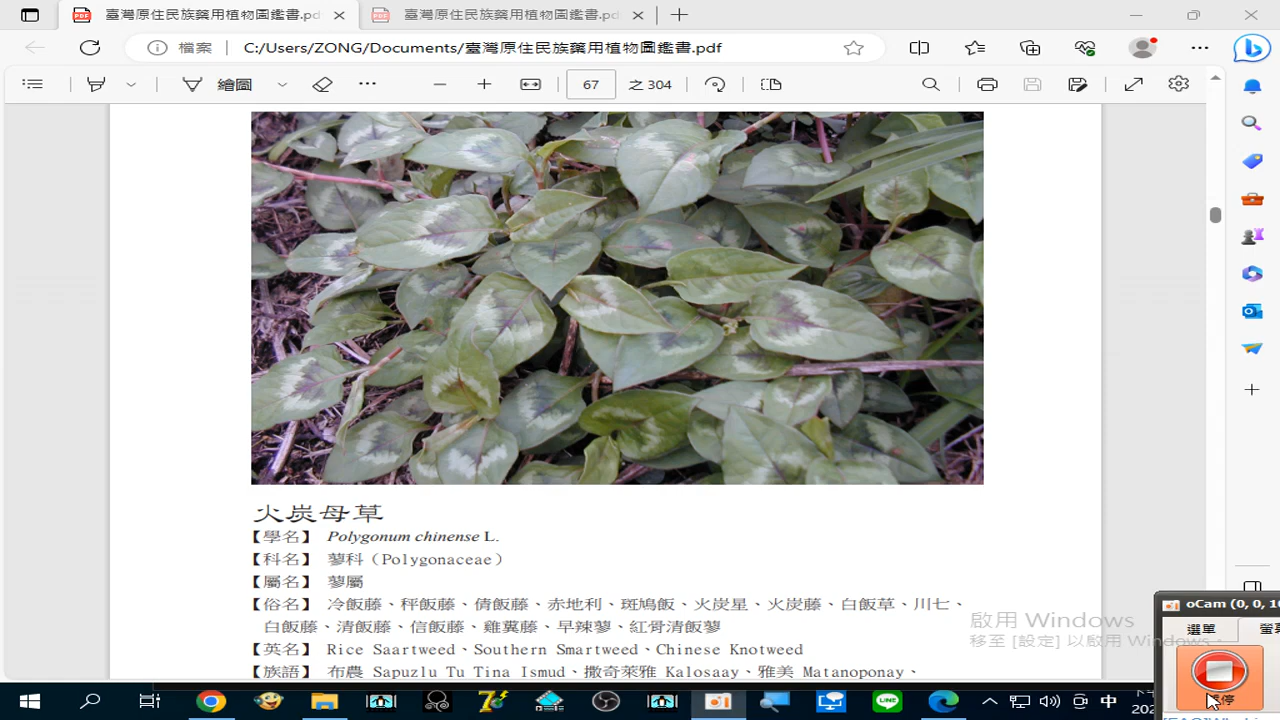 臺灣原住民族藥用植物圖鑑書.pdf
臺灣原住民族藥用植物圖鑑書.pdf
檔案
C:/Users/ZONG/Documents/臺灣原住民族藥用植物圖鑑書.pdf
繪圖
67
之 304
火炭母草
【學名】 Polygonum chinense L.
【科名】 蓼科（Polygonaceae）
【屬名】 蓼屬
【俗名】 冷飯藤、秤飯藤、倩飯藤、赤地利、斑鳩飯、火炭星、火炭藤、白飯草、川七、
白飯藤、清飯藤、信飯藤、雞糞藤、早辣蓼、紅骨清飯蓼
【英名】 Rice Saartweed、Southern Smartweed、Chinese Knotweed
【族語】 布農 Sapuzlu Tu Tina Ismud、撒奇萊雅 Kalosaay、雅美 Matanoponay、
啟用 Windows
移至 [設定] 以啟用 Windows。
oCam (0, 0, 10
選單
LINE
中